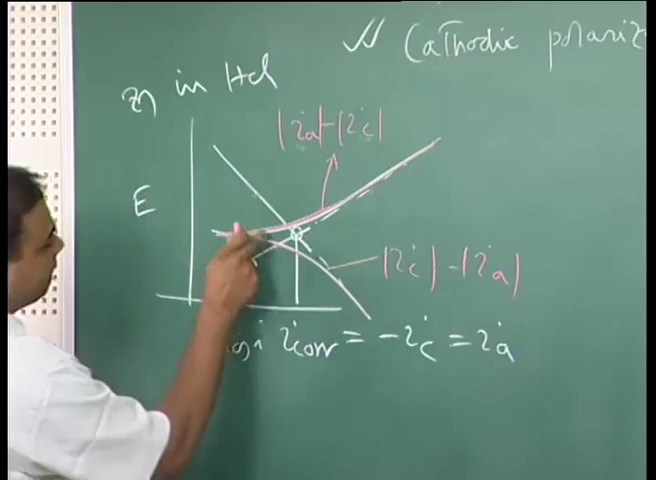 √√ Cathodic polariz
Zn in Hcl
|ia|-|ic|
E
|ic|-|ia|
i icorr = -ic = ia